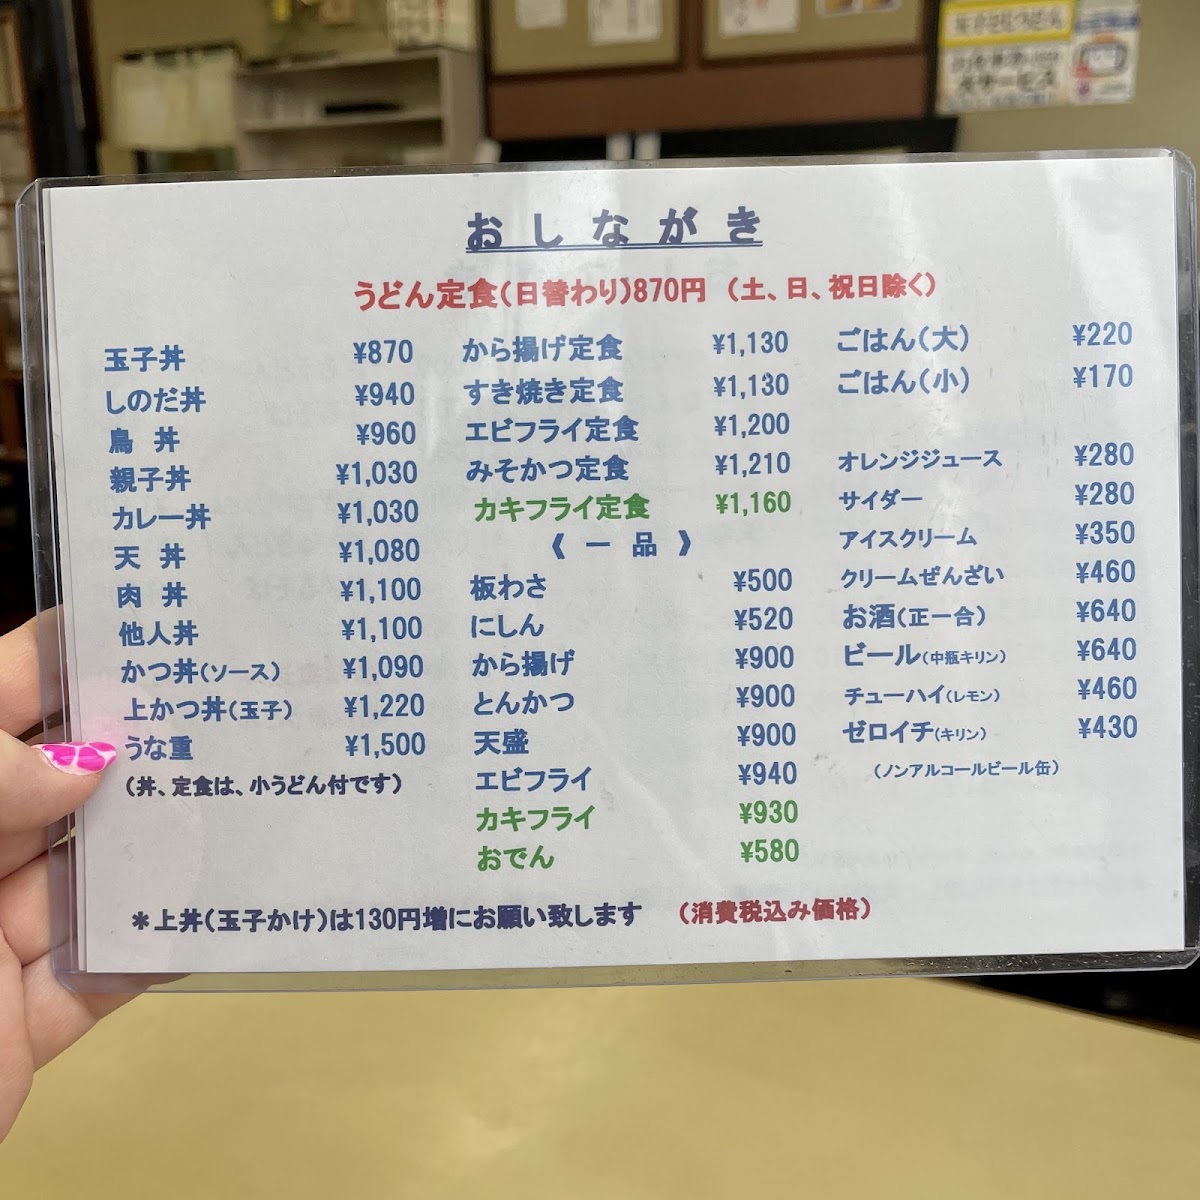 おしながき
うどん定食(日替わり)870円 (土、日、祝日除く)
玉子丼 ¥870
しのだ丼 ¥940
鳥丼 ¥960
親子丼 ¥1,030
カレー丼 ¥1,030
天丼 ¥1,080
肉丼 ¥1,100
他人丼 ¥1,100
かつ丼(ソース) ¥1,090
上かつ丼(玉子) ¥1,220
うな重 ¥1,500
(丼、定食は、小うどん付です)
から揚げ定食 ¥1,130
すき焼き定食 ¥1,130
エビフライ定食 ¥1,200
みそかつ定食 ¥1,210
カキフライ定食 ¥1,160
《 一 品 》
板わさ ¥500
にしん ¥520
から揚げ ¥900
とんかつ ¥900
天盛 ¥900
エビフライ ¥940
カキフライ ¥930
おでん ¥580
ごはん(大) ¥220
ごはん(小) ¥170
オレンジジュース ¥280
サイダー ¥280
アイスクリーム ¥350
クリームぜんざい ¥460
お酒(正一合) ¥640
ビール(中瓶キリン) ¥640
チューハイ(レモン) ¥460
ゼロイチ(キリン) ¥430
(ノンアルコールビール缶)
*上丼(玉子かけ)は130円増にお願い致します (消費税込み価格)